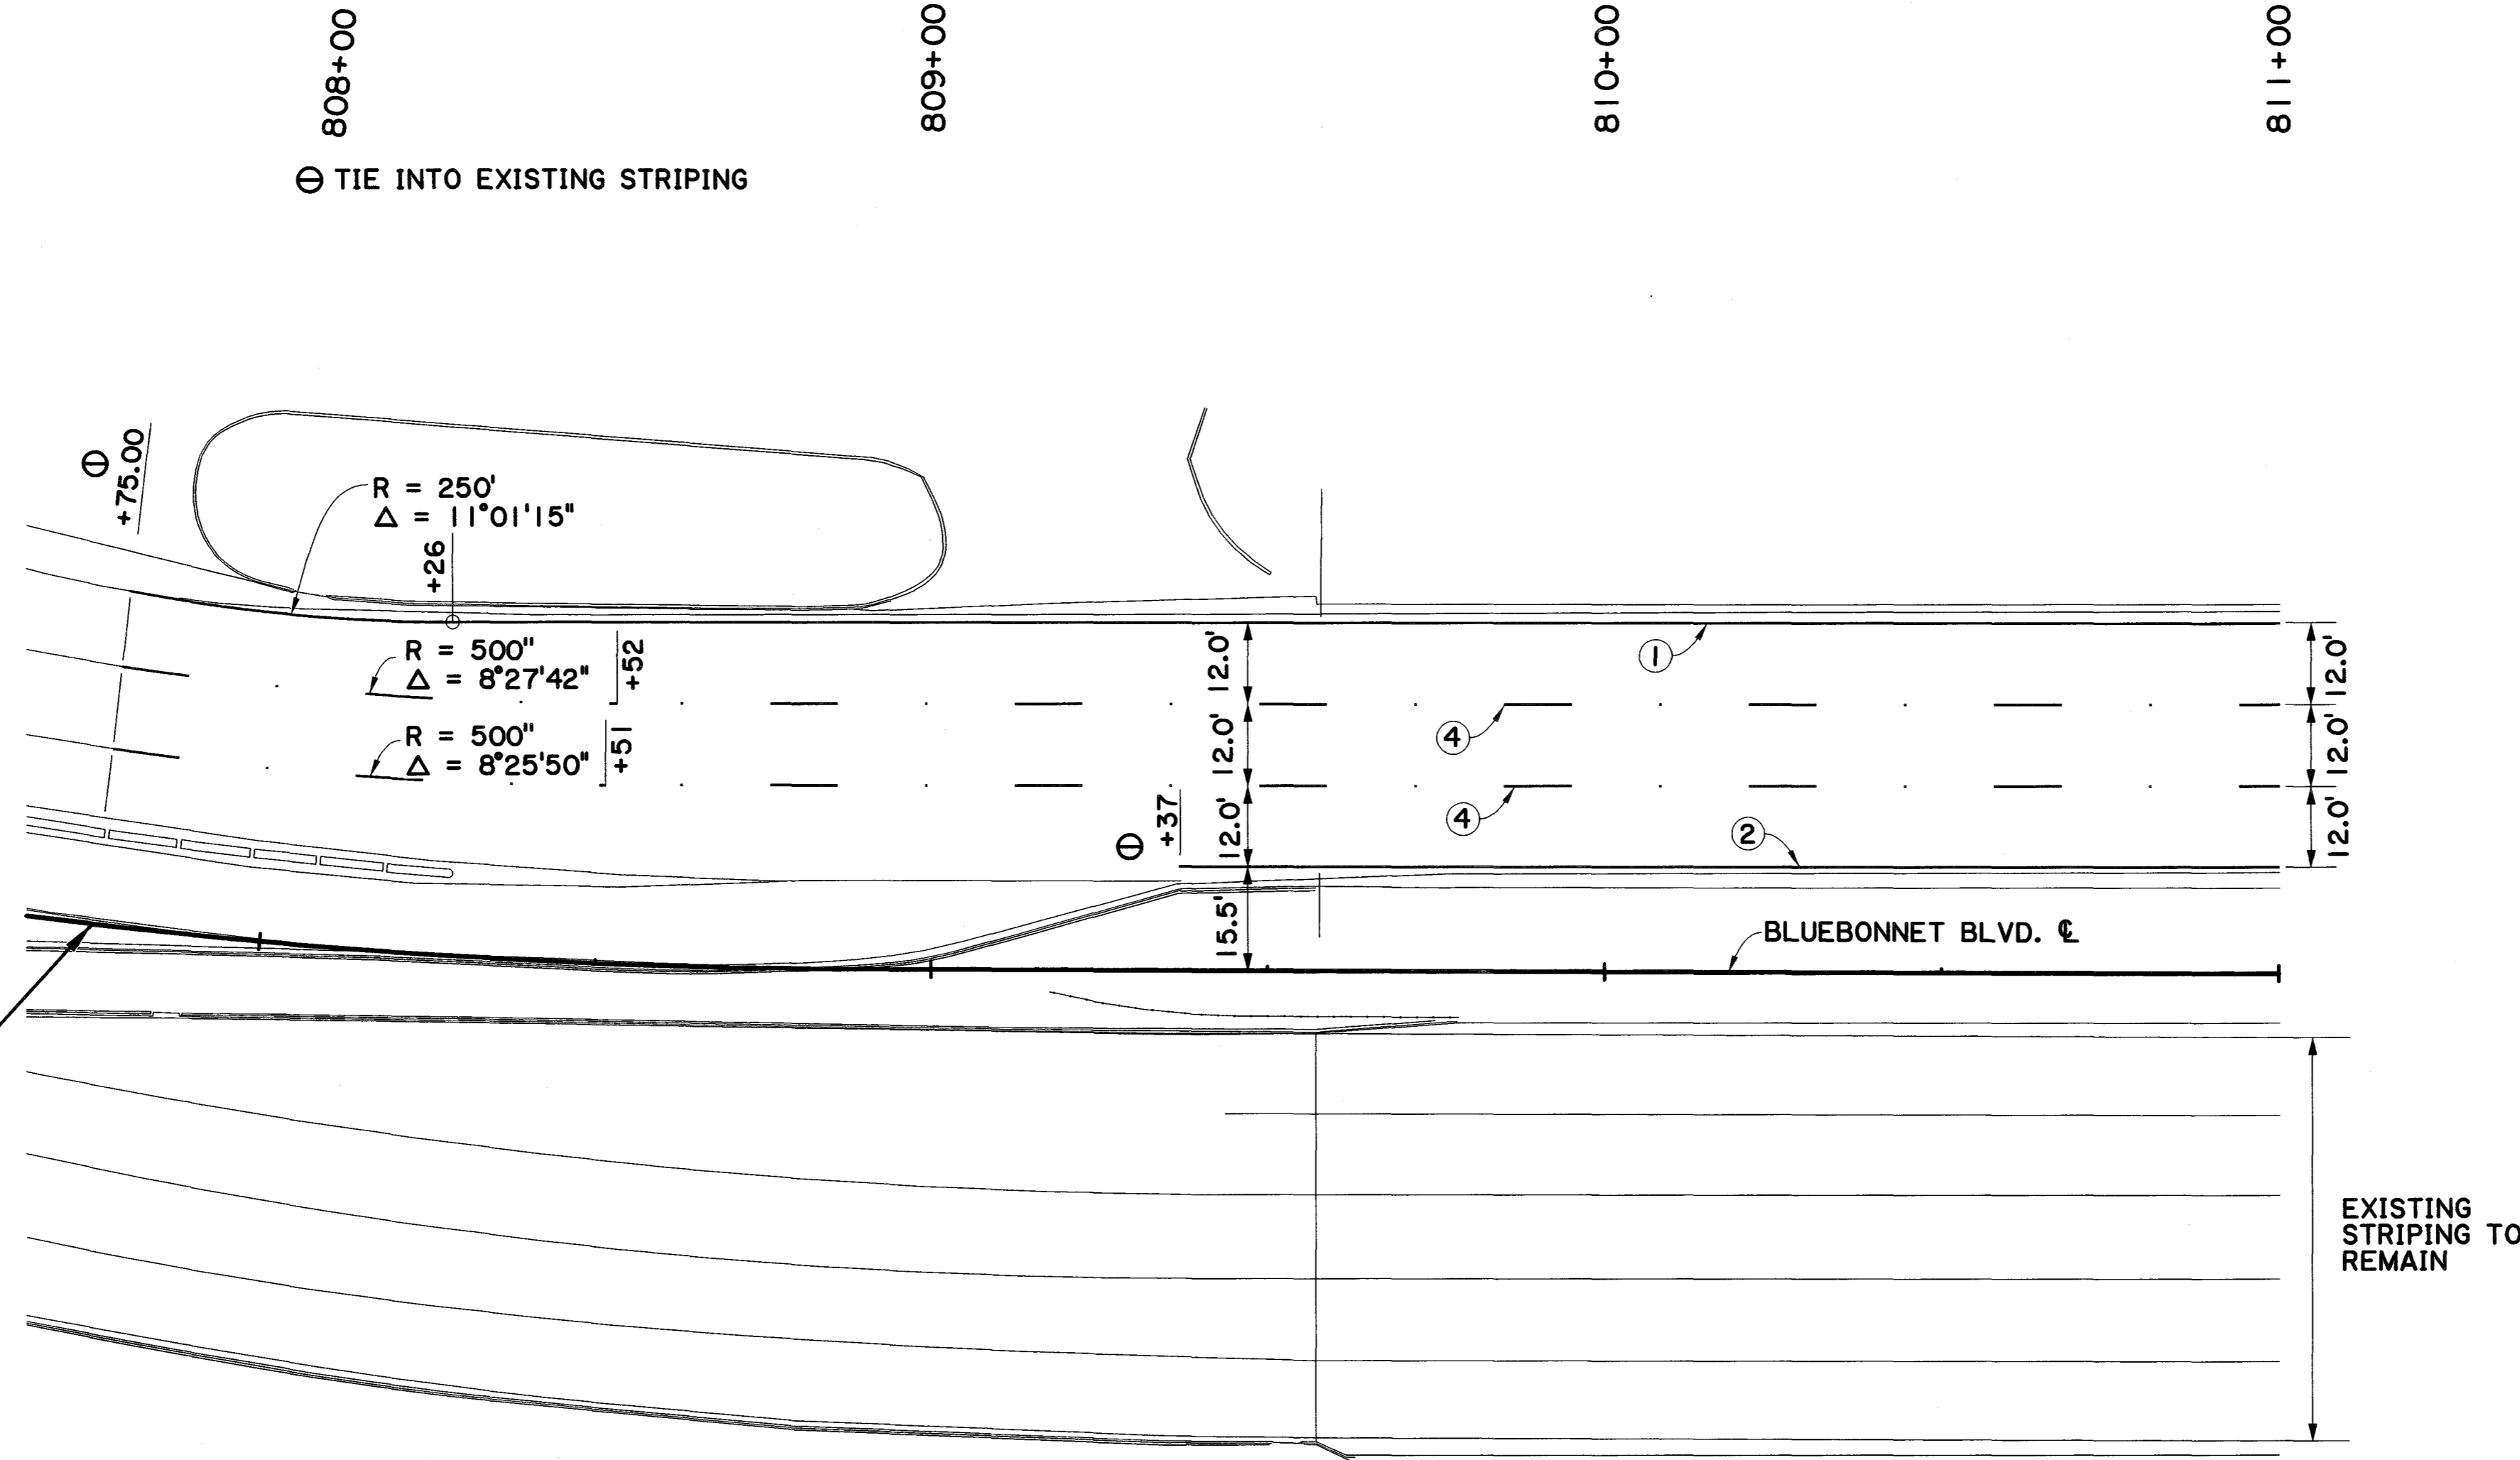 808+00
809+00
810+00
811+00
⊖ TIE INTO EXISTING STRIPING
⊖
+75.00
R = 250'
Δ = 11°01'15"
+26
R = 500"
Δ = 8°27'42"
+52
R = 500"
Δ = 8°25'50"
+51
⊖
+37
12.0'
12.0'
12.0'
15.5'
1
4
4
2
12.0'
12.0'
12.0'
BLUEBONNET BLVD. ℄
EXISTING
STRIPING TO
REMAIN